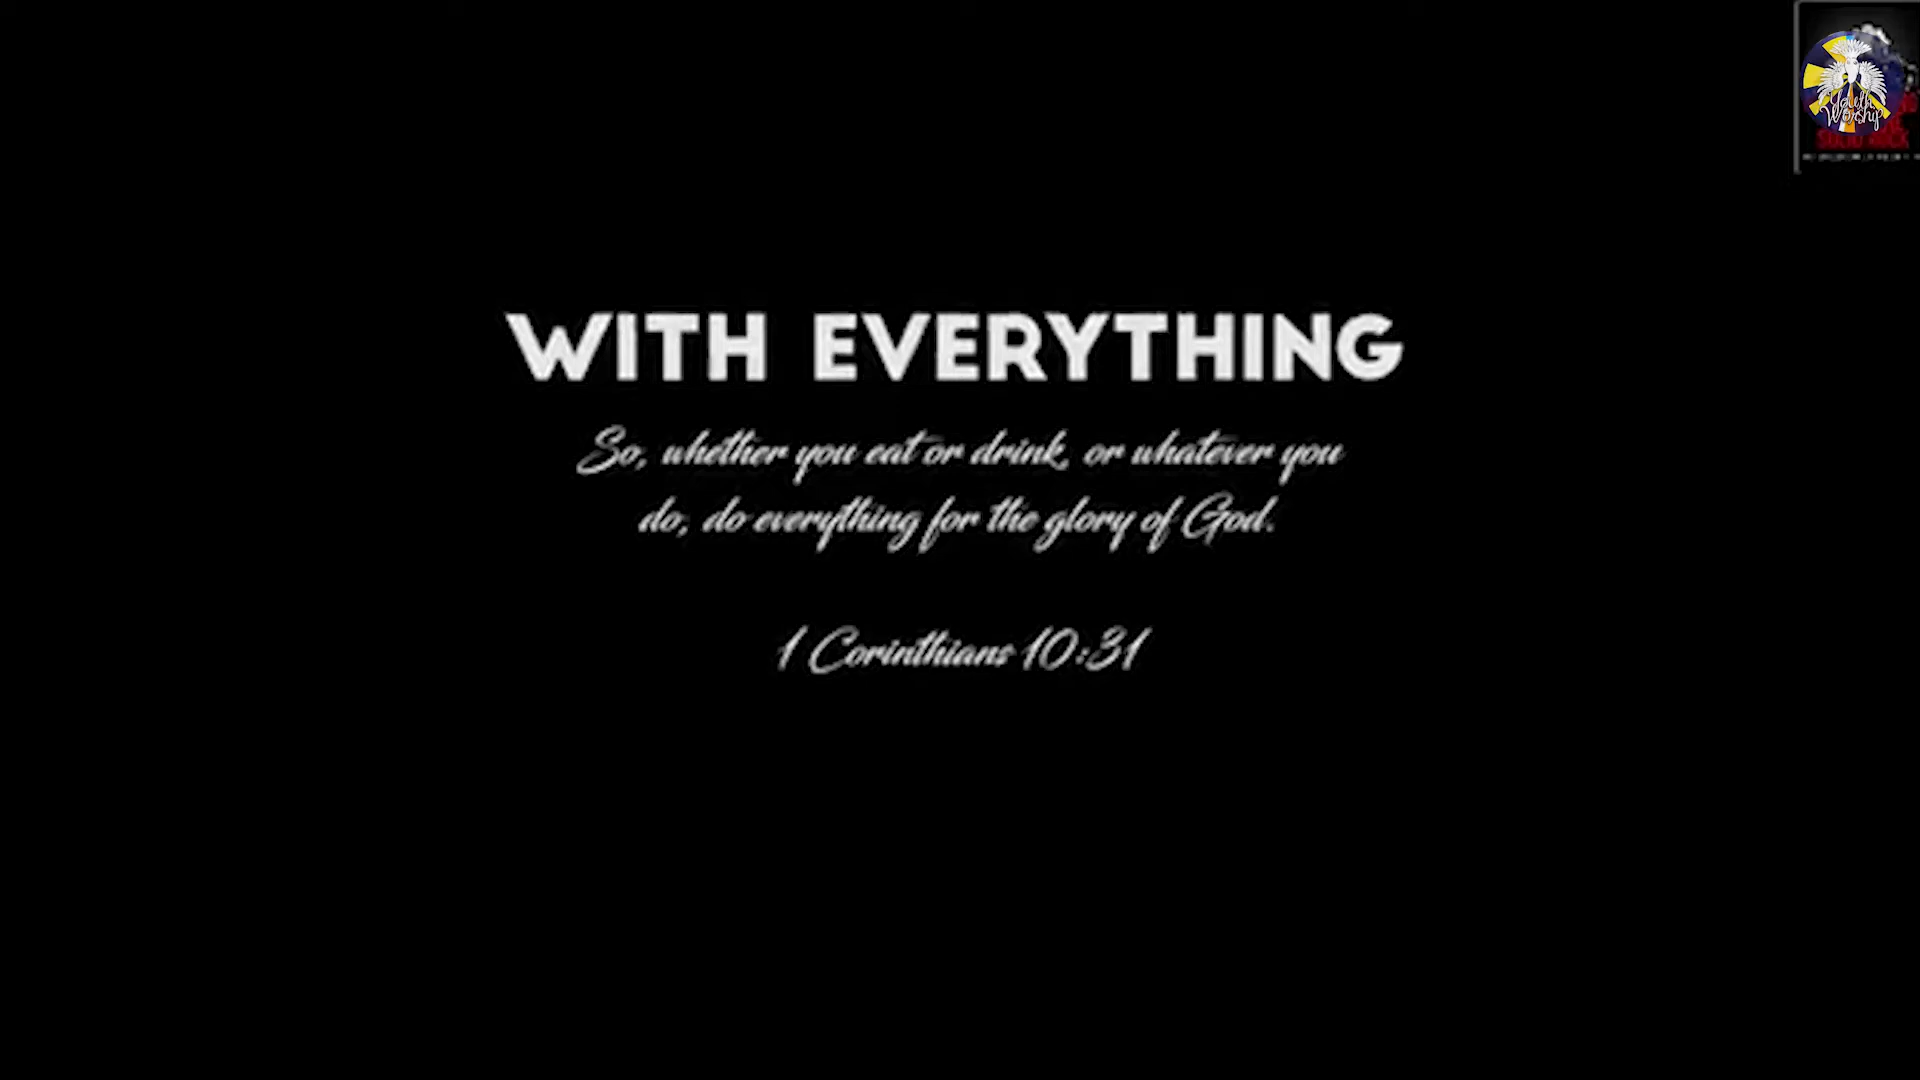 WITH EVERYTHING
So, whether you eat or drink, or whatever you
do, do everything for the glory of God.
1 Corinthians 10:31
Worship